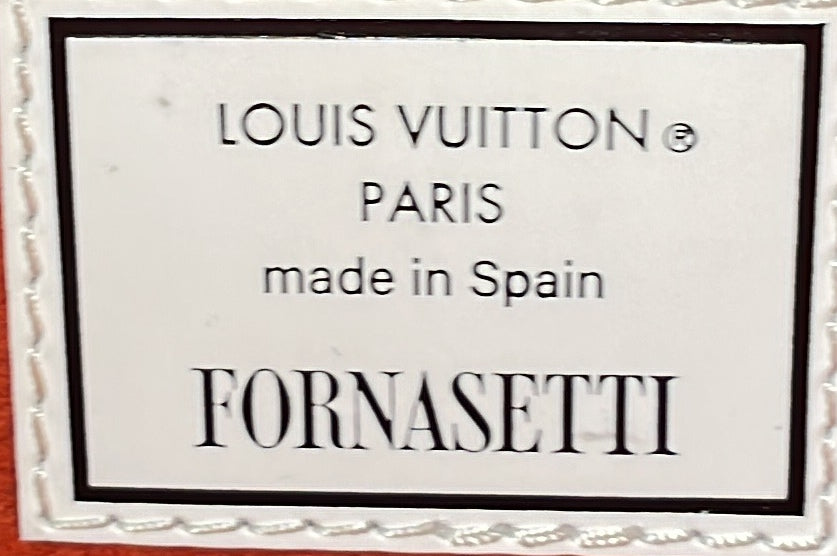 LOUIS VUITTON®
PARIS
made in Spain
FORNASETTI